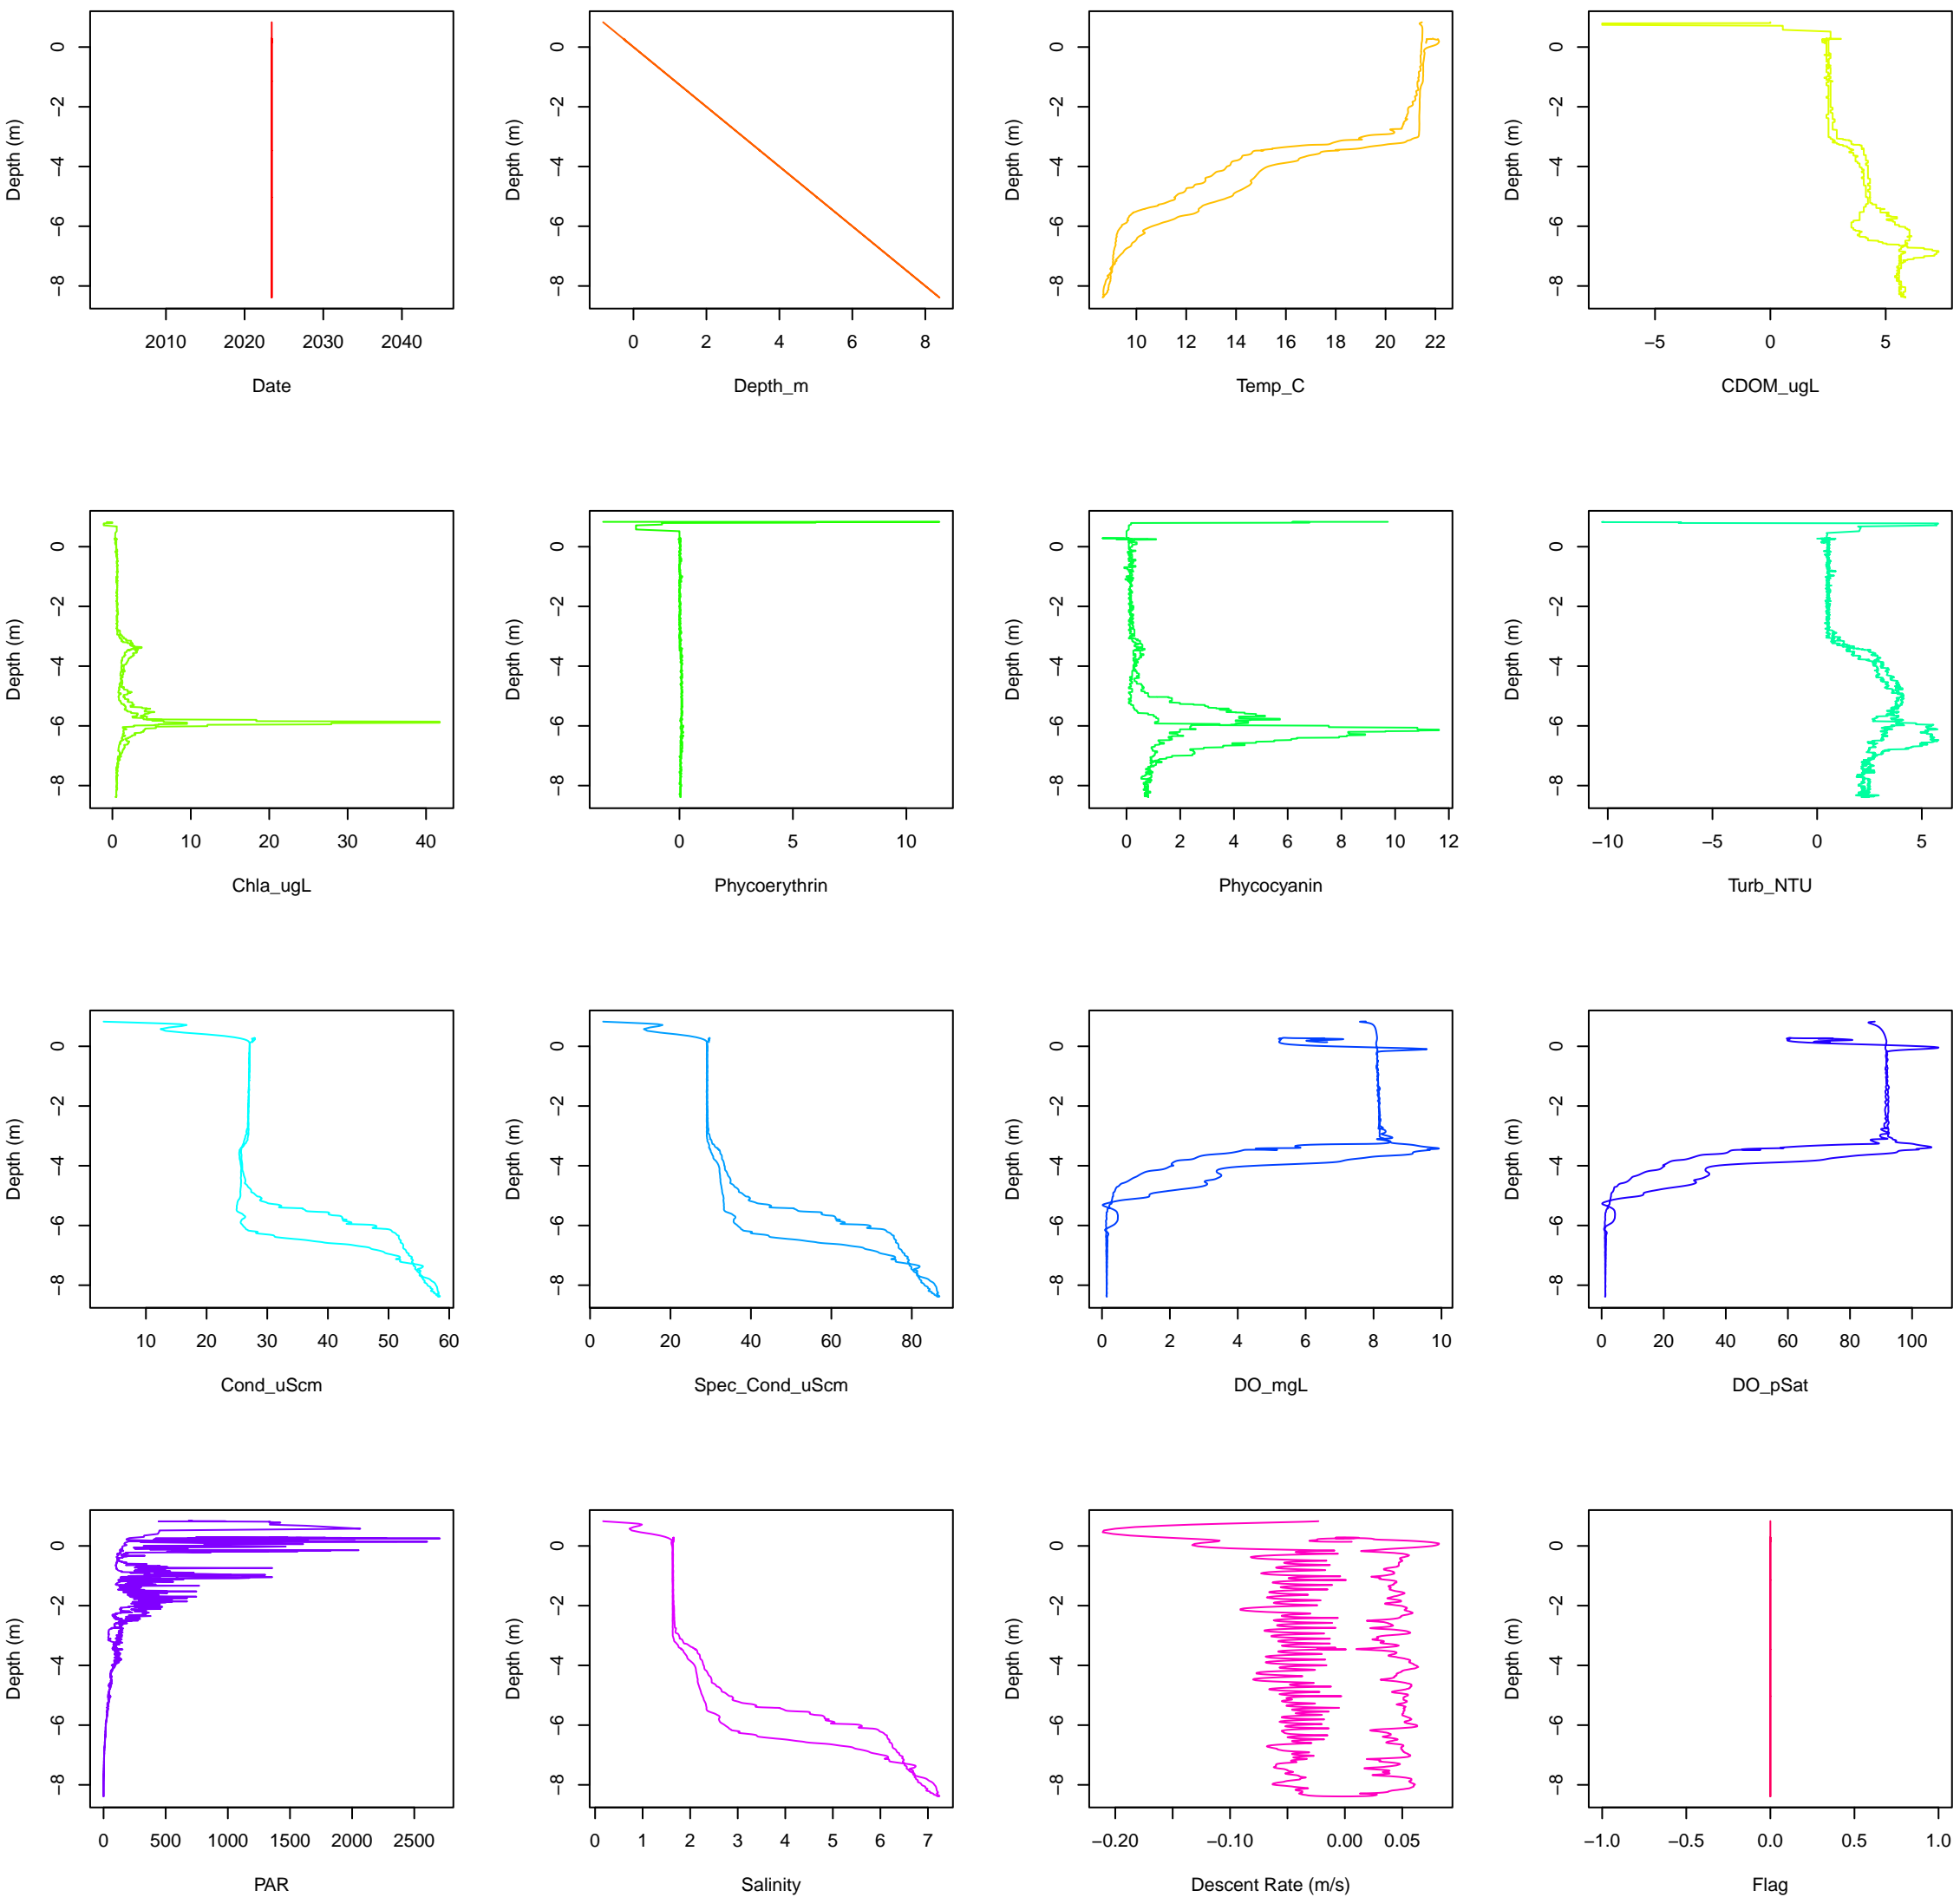 0 −2 −4 −6 −8 Depth (m) 2010 2020 2030 2040 Date
0 −2 −4 −6 −8 Depth (m) 0 2 4 6 8 Depth_m
0 −2 −4 −6 −8 Depth (m) 10 12 14 16 18 20 22 Temp_C
0 −2 −4 −6 −8 Depth (m) −5 0 5 CDOM_ugL
0 −2 −4 −6 −8 Depth (m) 0 10 20 30 40 Chla_ugL
0 −2 −4 −6 −8 Depth (m) 0 5 10 Phycoerythrin
0 −2 −4 −6 −8 Depth (m) 0 2 4 6 8 10 12 Phycocyanin
0 −2 −4 −6 −8 Depth (m) −10 −5 0 5 Turb_NTU
0 −2 −4 −6 −8 Depth (m) 10 20 30 40 50 60 Cond_uScm
0 −2 −4 −6 −8 Depth (m) 0 20 40 60 80 Spec_Cond_uScm
0 −2 −4 −6 −8 Depth (m) 0 2 4 6 8 10 DO_mgL
0 −2 −4 −6 −8 Depth (m) 0 20 40 60 80 100 DO_pSat
0 −2 −4 −6 −8 Depth (m) 0 500 1000 1500 2000 2500 PAR
0 −2 −4 −6 −8 Depth (m) 0 1 2 3 4 5 6 7 Salinity
0 −2 −4 −6 −8 Depth (m) −0.20 −0.10 0.00 0.05 Descent Rate (m/s)
0 −2 −4 −6 −8 Depth (m) −1.0 −0.5 0.0 0.5 1.0 Flag